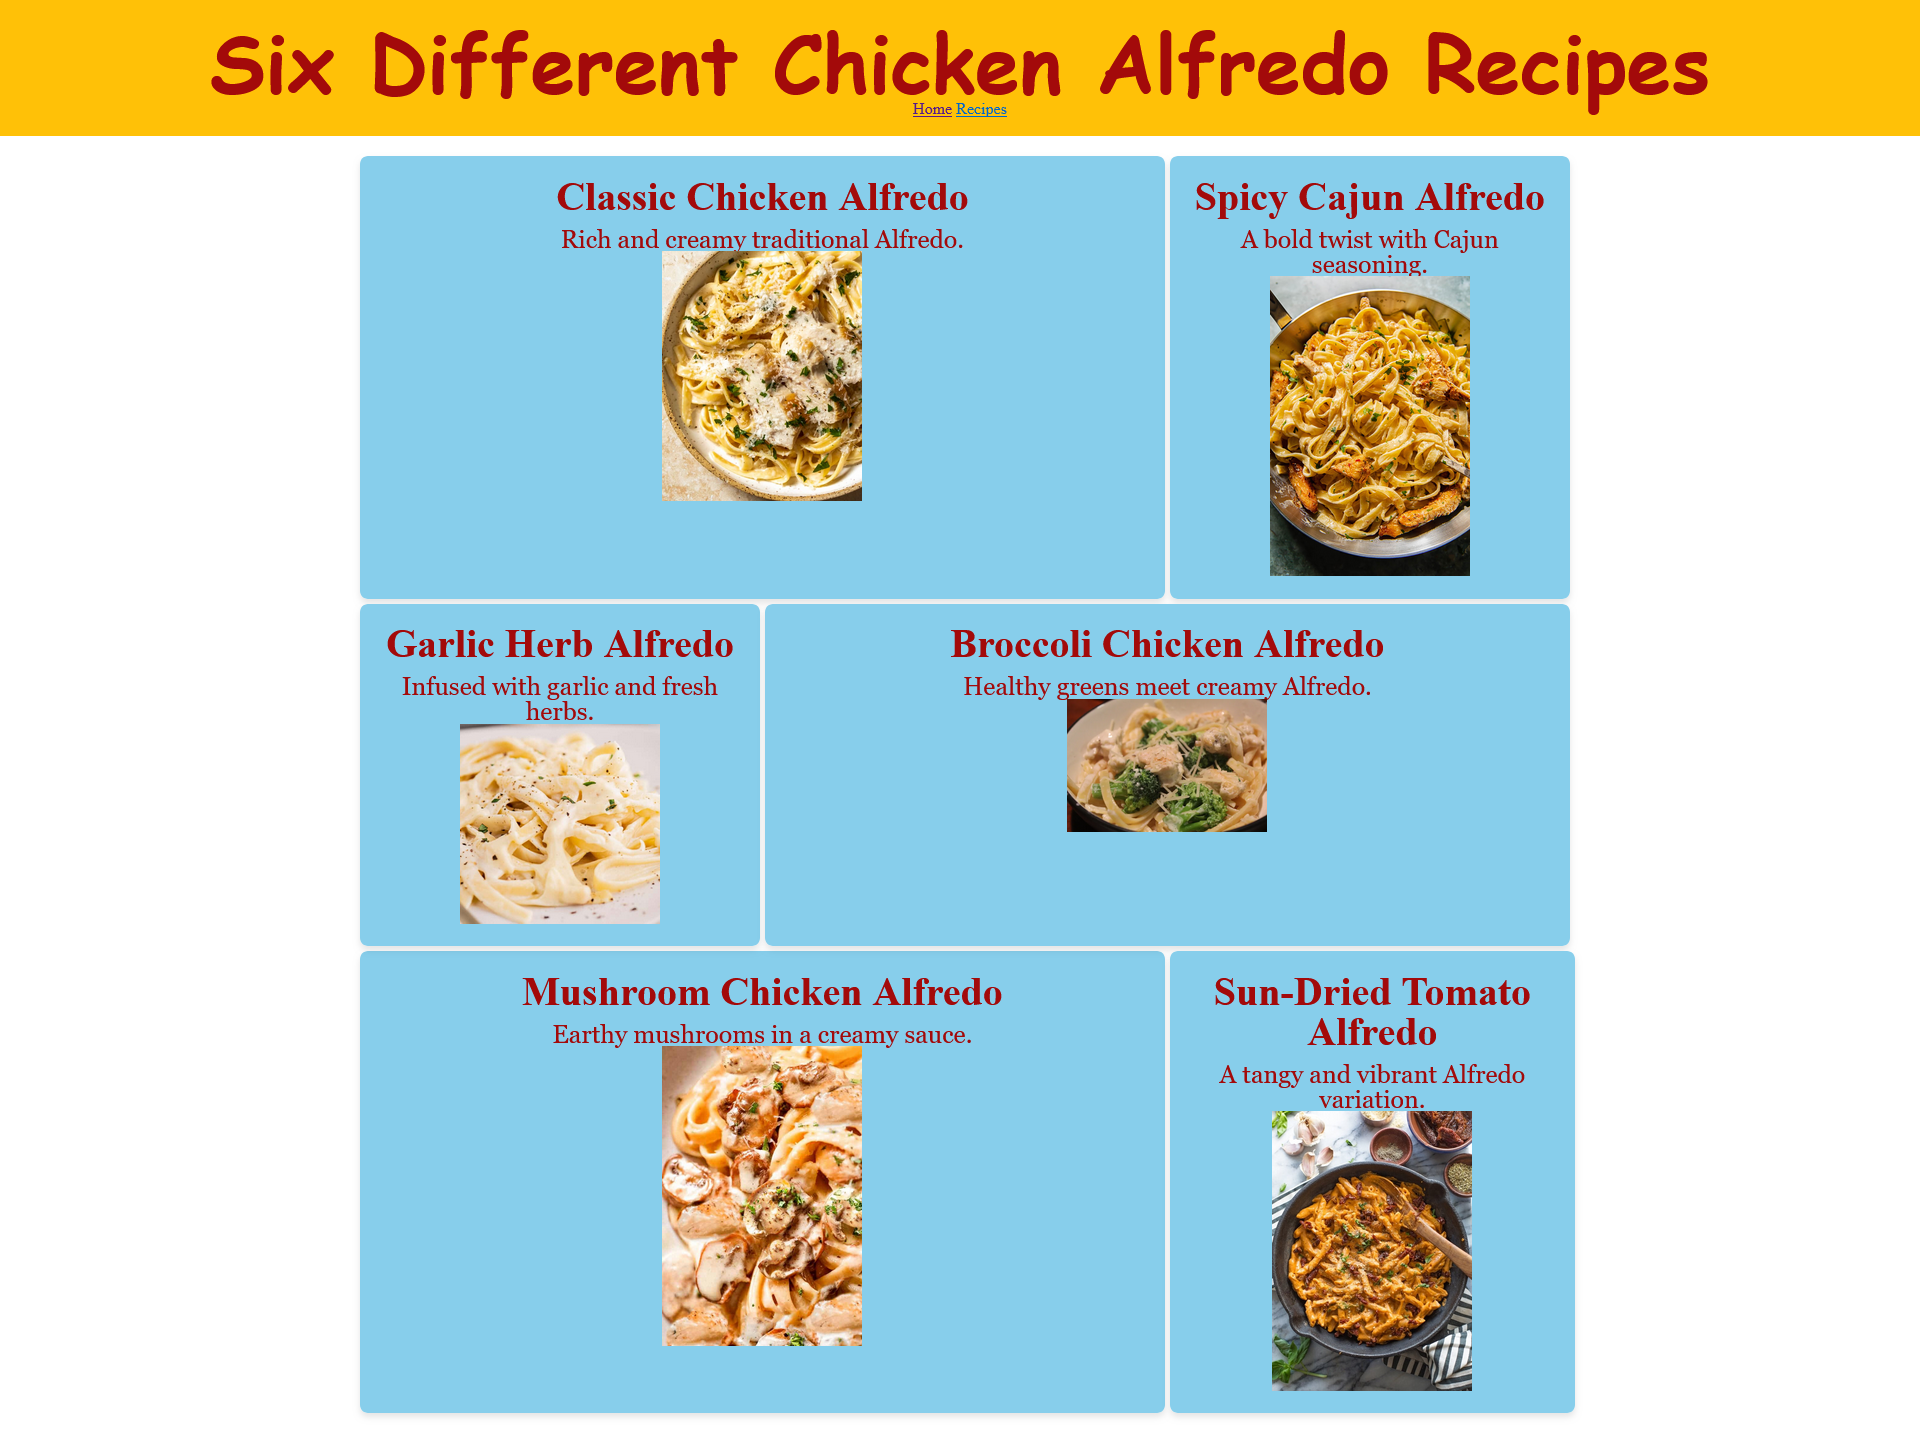 Six Different Chicken Alfredo Recipes
Home Recipes
Classic Chicken Alfredo
Rich and creamy traditional Alfredo.
Spicy Cajun Alfredo
A bold twist with Cajun
seasoning.
Garlic Herb Alfredo
Infused with garlic and fresh
herbs.
Broccoli Chicken Alfredo
Healthy greens meet creamy Alfredo.
Mushroom Chicken Alfredo
Earthy mushrooms in a creamy sauce.
Sun-Dried Tomato
Alfredo
A tangy and vibrant Alfredo
variation.